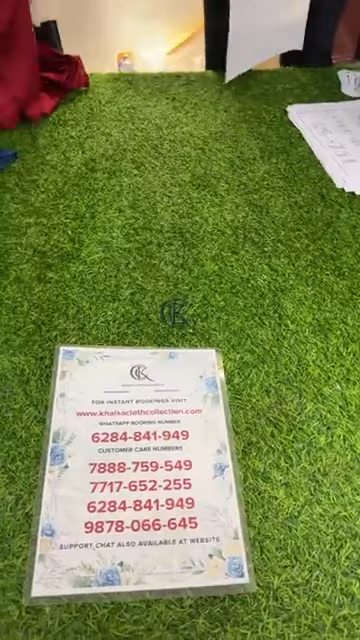 FOR INSTANT BOOKINGS VISIT
www.khalsaclothcollection.com
WHATSAPP BOOKING NUMBER
6284-841-949
CUSTOMER CARE NUMBERS
7888-759-549
7717-652-255
6284-841-949
9878-066-645
SUPPORT CHAT ALSO AVAILABLE AT WEBSITE